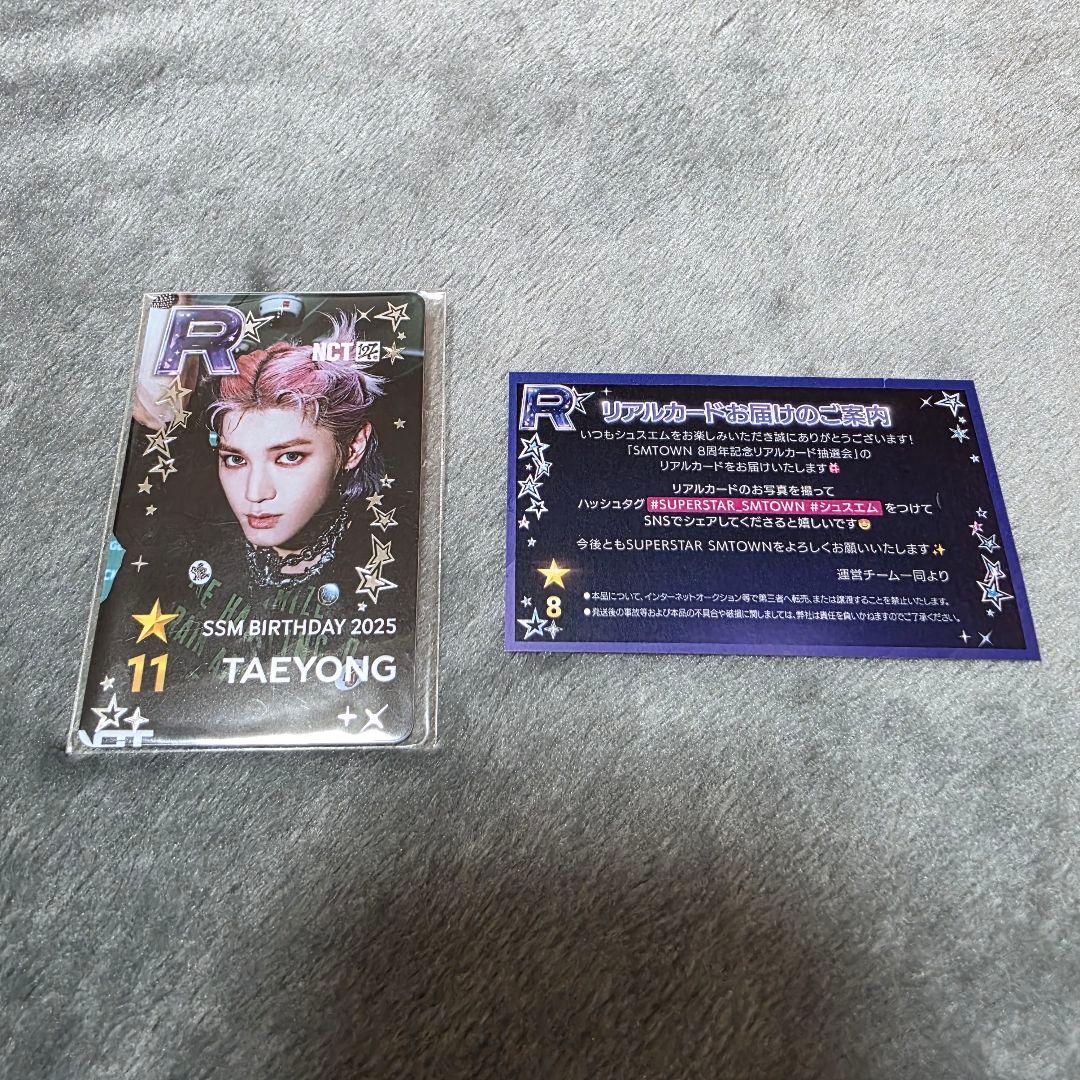 R
NCT 127
SSM BIRTHDAY 2025
11
TAEYONG
R
リアルカードお届けのご案内
いつもシュスエムをお楽しみいただき誠にありがとうございます!
「SMTOWN 8周年記念リアルカード抽選会」の
リアルカードをお届けいたします
リアルカードのお写真を撮って
ハッシュタグ #SUPERSTAR_SMTOWN #シュスエム をつけて
SNSでシェアしてくださると嬉しいです
今後ともSUPERSTAR SMTOWNをよろしくお願いいたします
運営チーム一同より
8
●本品について、インターネットオークション等で第三者へ転売、または譲渡することを禁止いたします。
●発送後の事故等および本品の不具合や破損に関しましては、弊社は責任を負いかねますのでご了承ください。